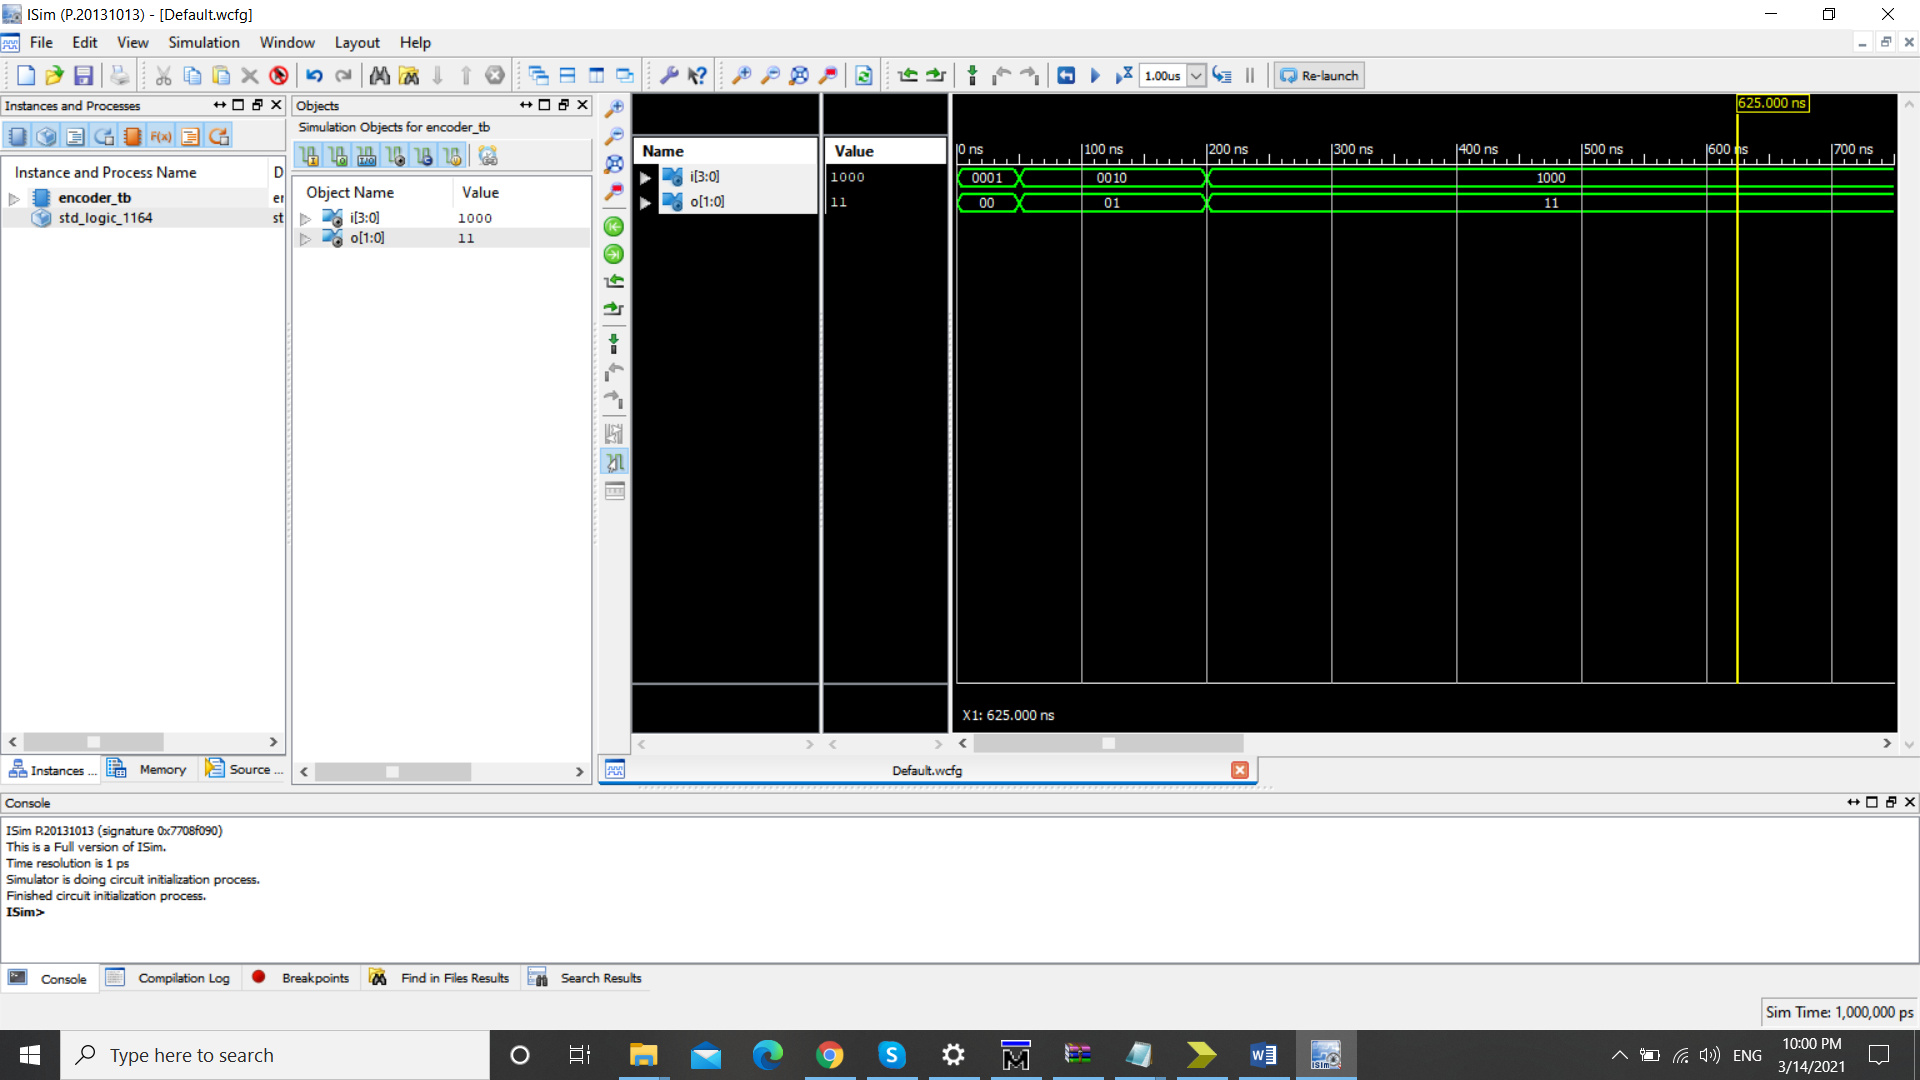 ISim (P.20131013) - [Default.wcfg]
File Edit View Simulation Window Layout Help
1.00us Re-launch
Instances and Processes
Objects
Simulation Objects for encoder_tb
F(x)
Instance and Process Name D
encoder_tb er
std_logic_1164 st
Object Name Value
i[3:0] 1000
o[1:0] 11
625.000 ns
Name Value
0 ns 100 ns 200 ns 300 ns 400 ns 500 ns 600 ns 700 ns
i[3:0] 1000 0001 0010 1000
o[1:0] 11 00 01 11
X1: 625.000 ns
Instances ... Memory Source ...
Default.wcfg
Console
ISim P.20131013 (signature 0x7708f090)
This is a Full version of ISim.
Time resolution is 1 ps
Simulator is doing circuit initialization process.
Finished circuit initialization process.
ISim>
Console Compilation Log Breakpoints Find in Files Results Search Results
Sim Time: 1,000,000 ps
Type here to search
ENG
10:00 PM
3/14/2021